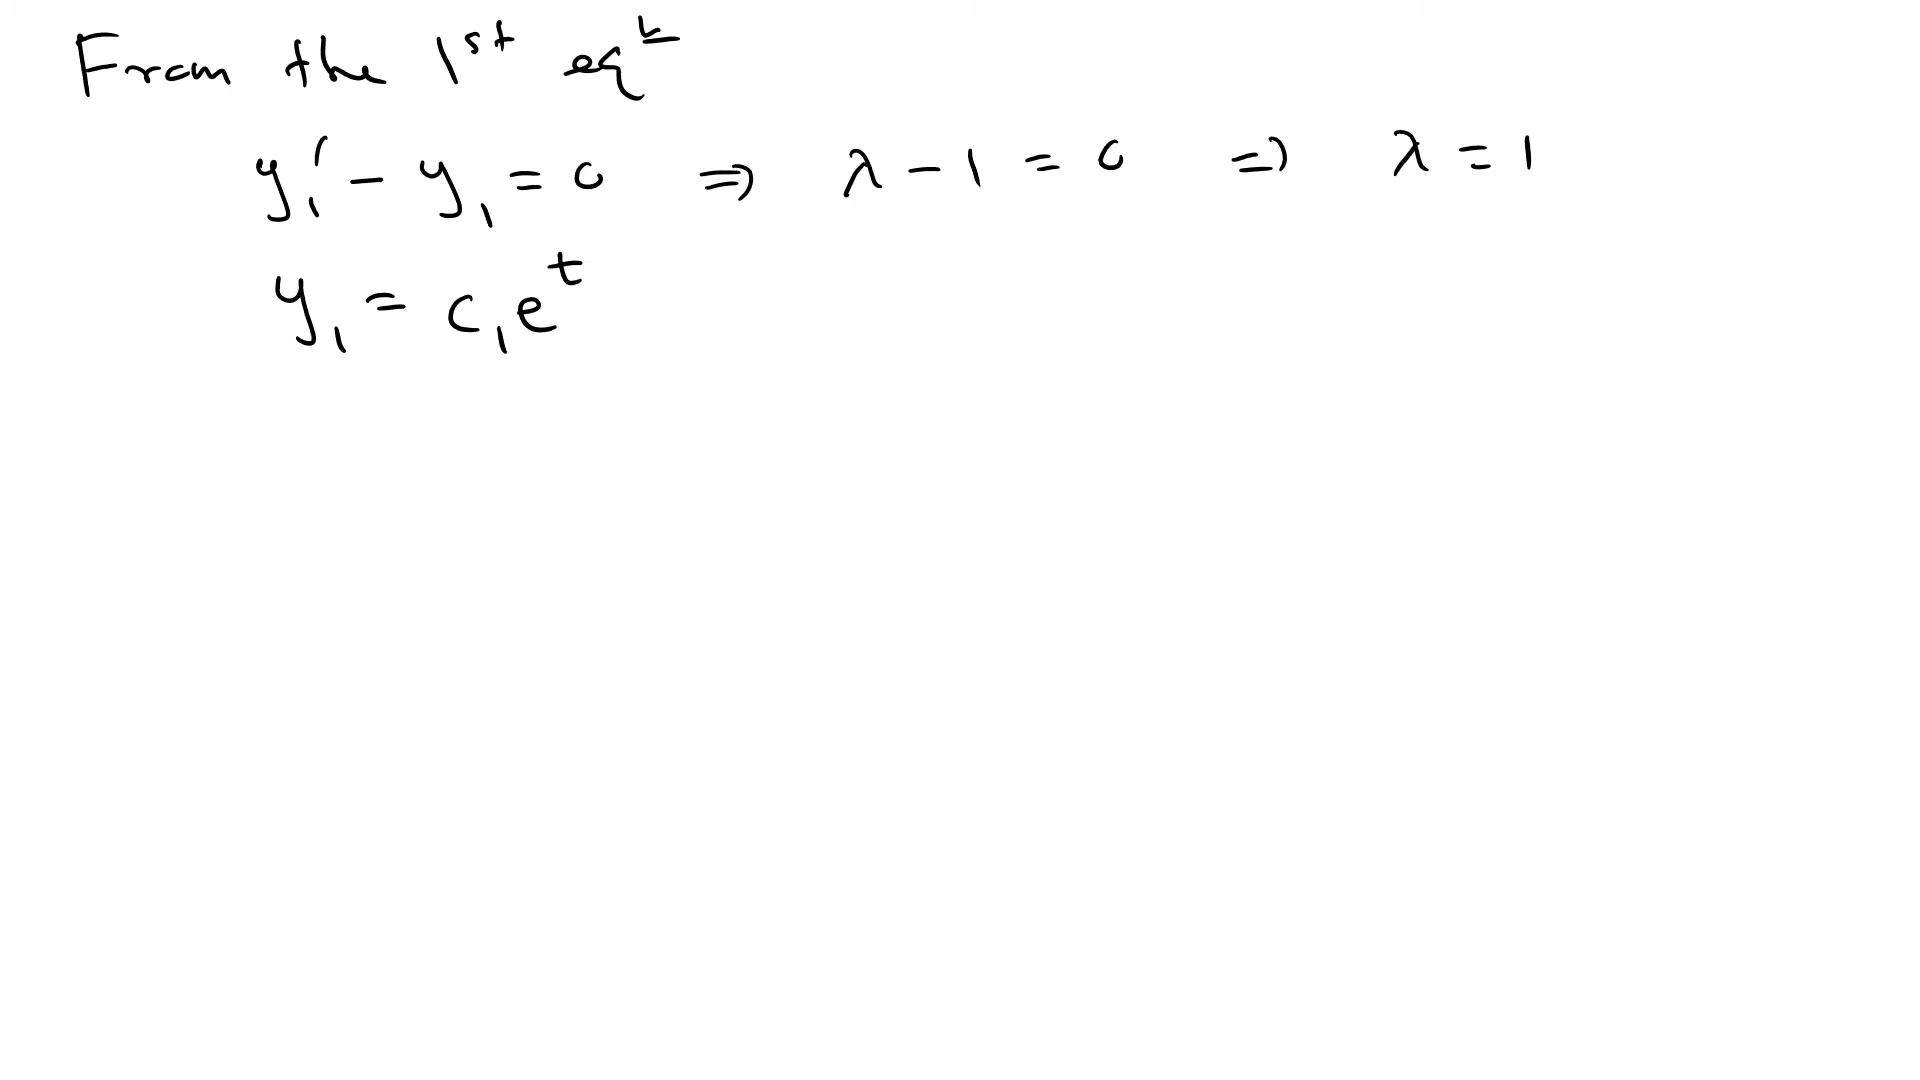 From the 1ˢᵗ eqⁿ
y₁' - y₁ = 0 ⇒ λ - 1 = 0 ⇒ λ = 1
y₁ = c₁eᵗ